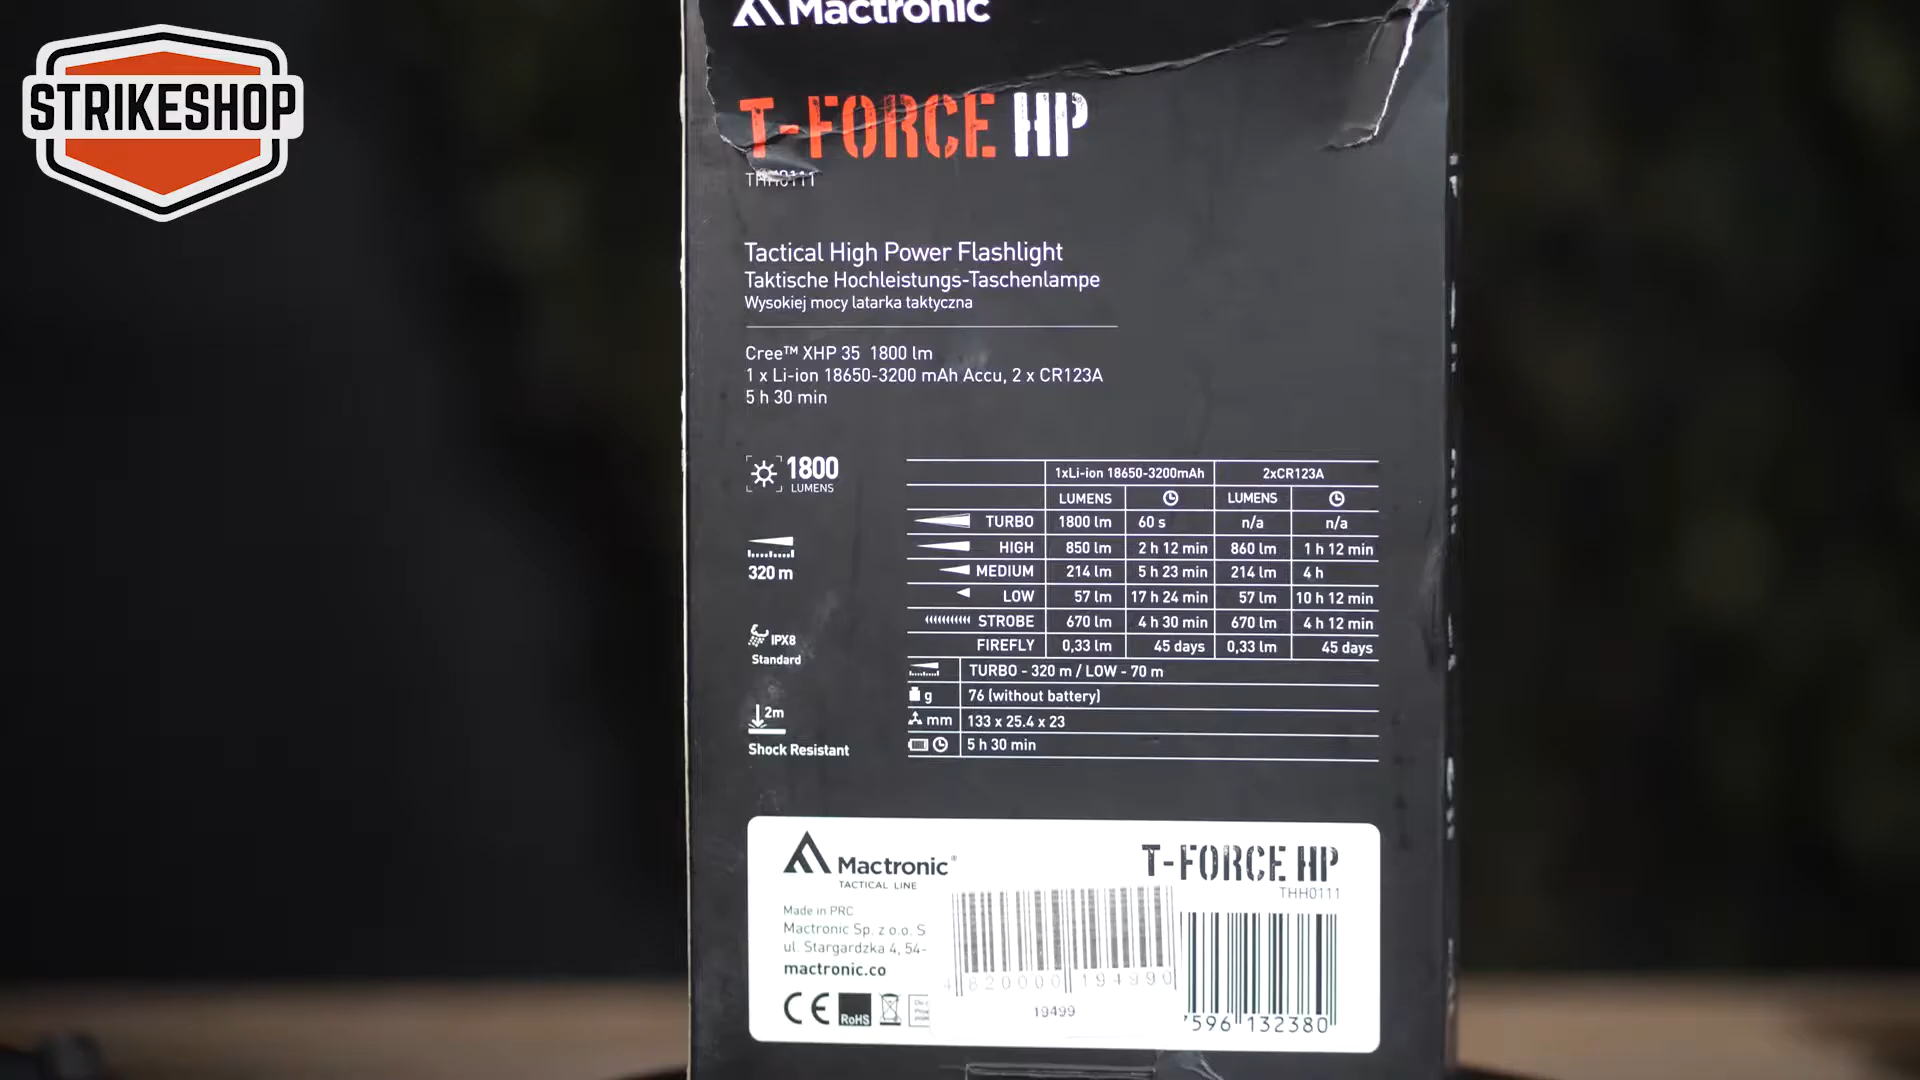 STRIKESHOP
Mactronic
T-FORCE HP
THH0111
Tactical High Power Flashlight
Taktische Hochleistungs-Taschenlampe
Wysokiej mocy latarka taktyczna
Cree™ XHP 35 1800 lm
1 x Li-ion 18650-3200 mAh Accu, 2 x CR123A
5 h 30 min
1800
LUMENS
320 m
IPX8
Standard
2m
Shock Resistant
1xLi-ion 18650-3200mAh 2xCR123A
LUMENS LUMENS
TURBO 1800 lm 60 s n/a n/a
HIGH 850 lm 2 h 12 min 860 lm 1 h 12 min
MEDIUM 214 lm 5 h 23 min 214 lm 4 h
LOW 57 lm 17 h 24 min 57 lm 10 h 12 min
STROBE 670 lm 4 h 30 min 670 lm 4 h 12 min
FIREFLY 0,33 lm 45 days 0,33 lm 45 days
TURBO - 320 m / LOW - 70 m
g 76 (without battery)
mm 133 x 25.4 x 23
5 h 30 min
Mactronic®
TACTICAL LINE
T-FORCE HP
THH0111
Made in PRC
Mactronic Sp. z o.o. S
ul. Stargardzka 4, 54-
mactronic.co
CE RoHS
4 820000 194990
19499
596 132380